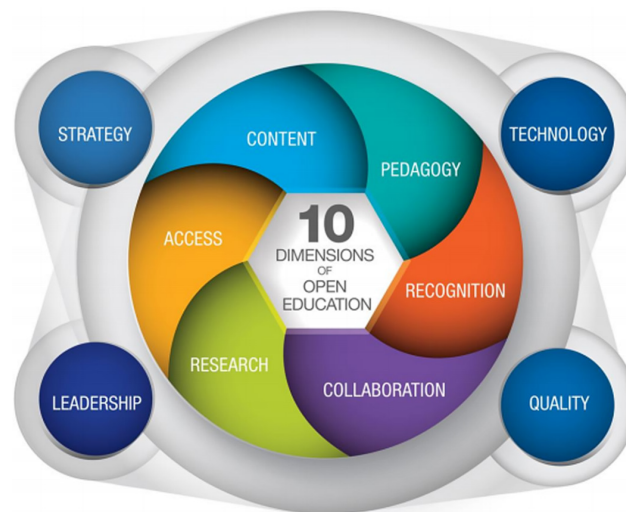 STRATEGY
TECHNOLOGY
CONTENT
PEDAGOGY
ACCESS
10
DIMENSIONS
OF
OPEN
EDUCATION
RECOGNITION
RESEARCH
COLLABORATION
LEADERSHIP
QUALITY